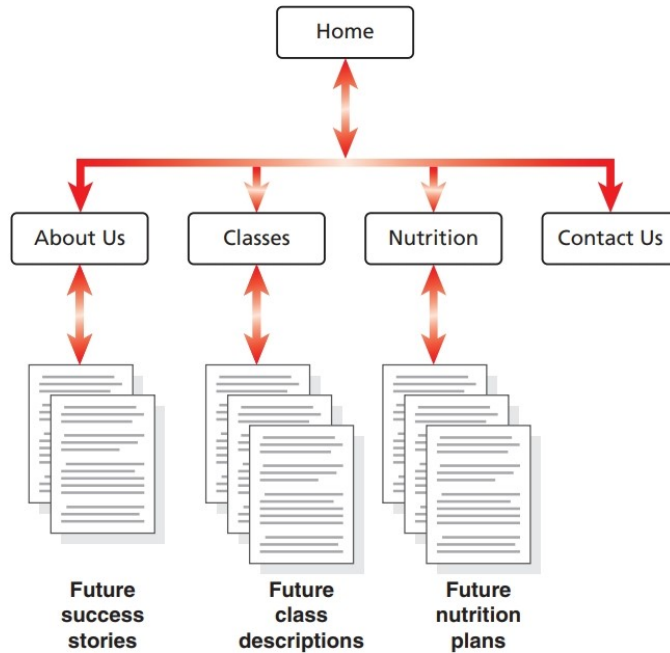 Home
About Us
Classes
Nutrition
Contact Us
Future
success
stories
Future
class
descriptions
Future
nutrition
plans